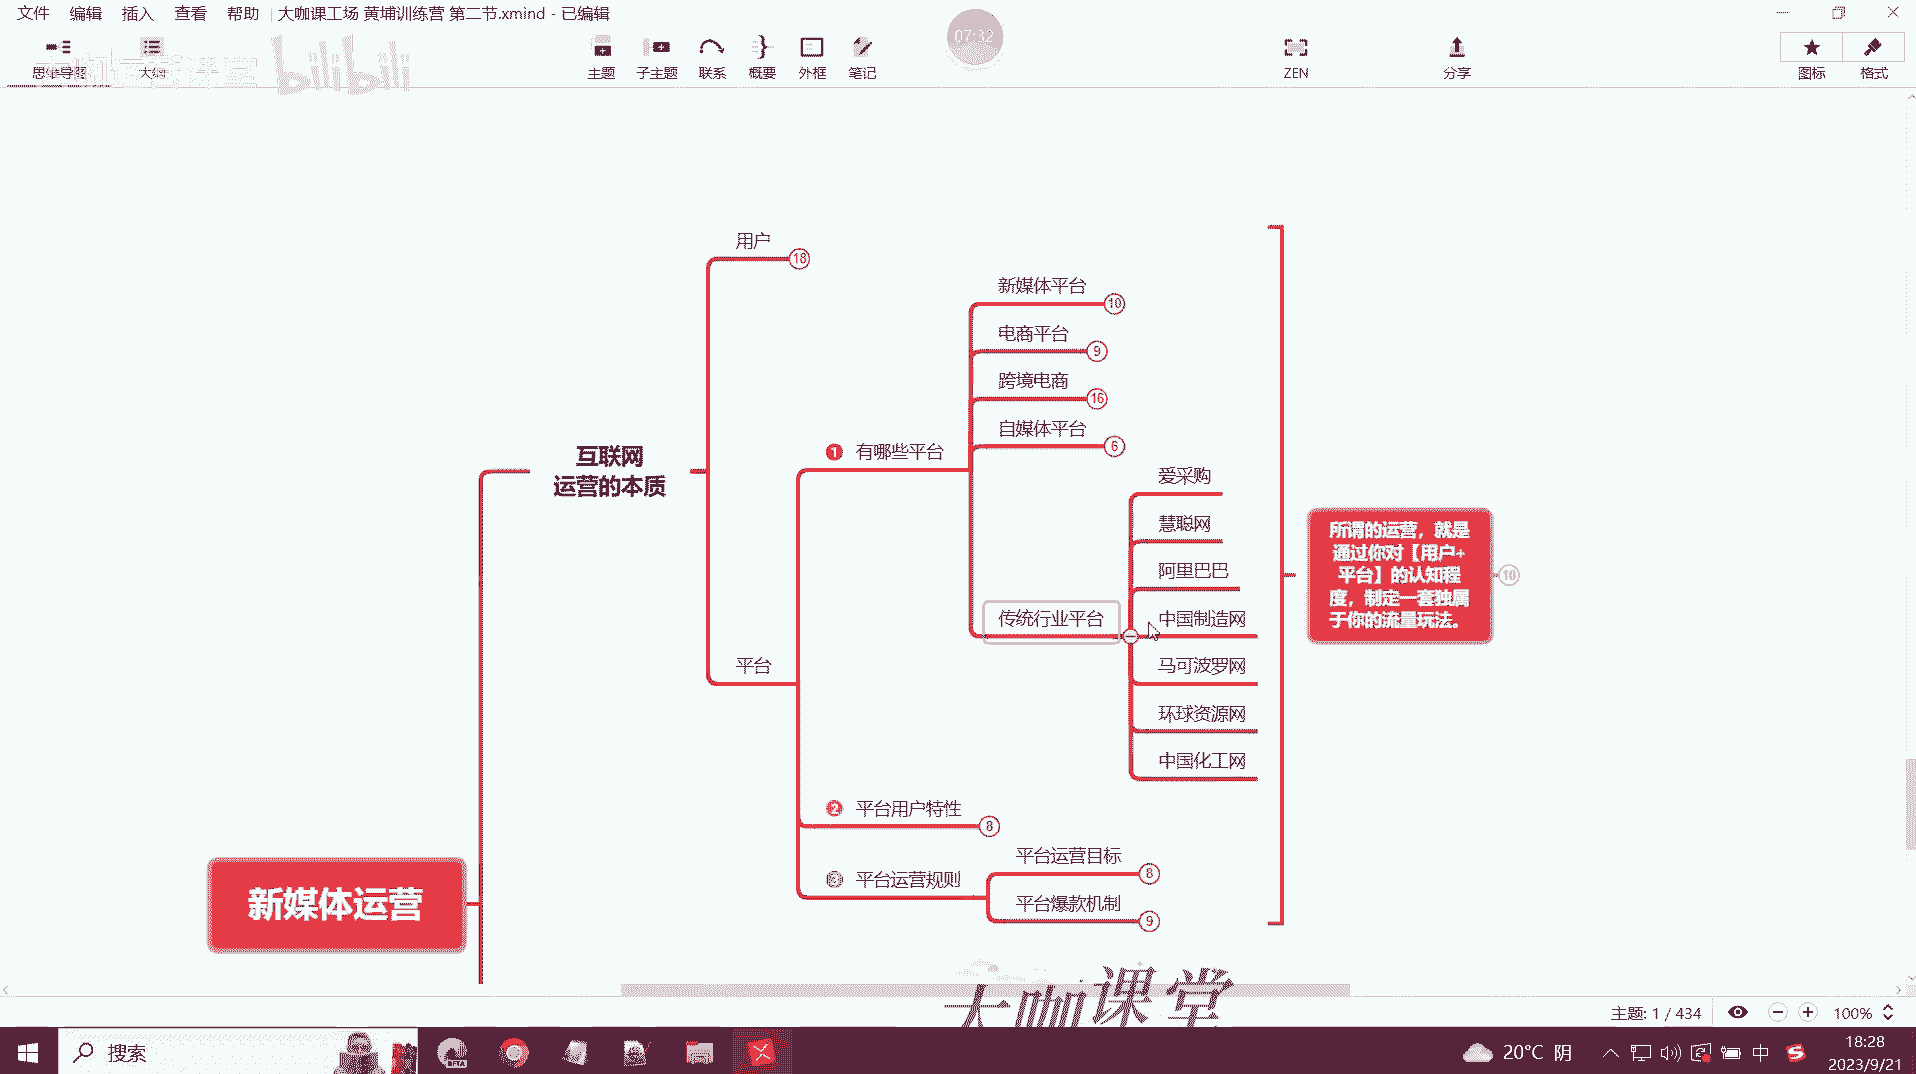 文件 编辑 插入 查看 帮助 大咖课工场 黄埔训练营 第二节.xmind - 已编辑
07:32
思维导图 大纲 主题 子主题 联系 概要 外框 笔记 ZEN 分享 图标 格式
bilibili
用户 18
新媒体平台 10
电商平台 9
跨境电商 16
自媒体平台 6
互联网
运营的本质
1 有哪些平台
爱采购
慧聪网
阿里巴巴
传统行业平台
中国制造网
马可波罗网
环球资源网
中国化工网
所谓的运营，就是
通过你对【用户+
平台】的认知程
度，制定一套独属
于你的流量玩法。
10
平台
2 平台用户特性 8
3 平台运营规则
平台运营目标 8
平台爆款机制 9
新媒体运营
大咖课堂
主题: 1 / 434 100%
搜索
BETA
20°C 阴
中
18:28
2023/9/21